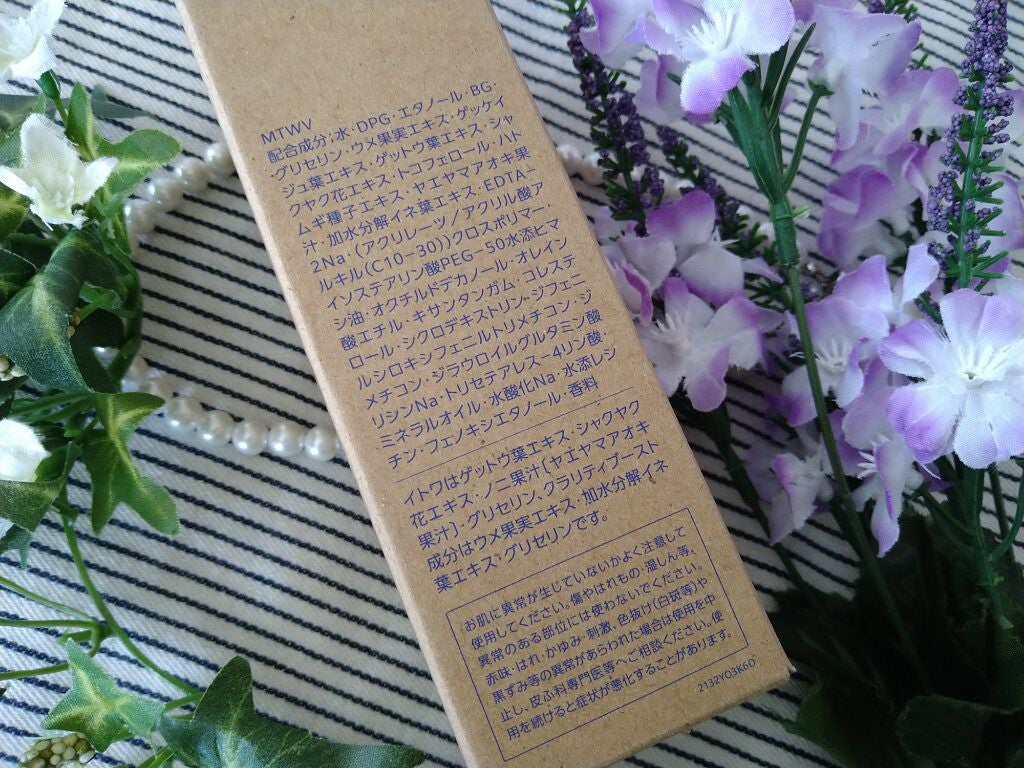 MTWV
配合成分:水・DPG・エタノール・BG・
グリセリン・ウメ果実エキス・ゲッケイ
ジュ葉エキス・ゲットウ葉エキス・シャ
クヤク花エキス・トコフェロール・ハト
ムギ種子エキス・ヤエヤマアオキ果
汁・加水分解イネ葉エキス・EDTA-
2Na・(アクリレーツ/アクリル酸ア
ルキル(C10-30))クロスポリマー・
イソステアリン酸PEG-50水添ヒマ
シ油・オクチルドデカノール・オレイン
酸エチル・キサンタンガム・コレステ
ロール・シクロデキストリン・ジフェニ
ルシロキシフェニルトリメチコン・ジ
メチコン・ジラウロイルグルタミン酸
リシンNa・トリセテアレス-4リン酸・
ミネラルオイル・水酸化Na・水添レシ
チン・フェノキシエタノール・香料
イトワはゲットウ葉エキス・シャクヤク
花エキス・ノニ果汁(ヤエヤマアオキ
果汁)・グリセリン、クラリティブースト
成分はウメ果実エキス・加水分解イネ
葉エキス・グリセリンです。
お肌に異常が生じていないかよく注意して
使用してください。傷やはれもの・湿しん等、
異常のある部位には使わないでください。
赤味・はれ・かゆみ・刺激、色抜け(白斑等)や
黒ずみ等の異常があらわれた場合は使用を中
止し、皮ふ科専門医等へご相談ください。使
用を続けると症状が悪化することがあります。
2132Y03K60